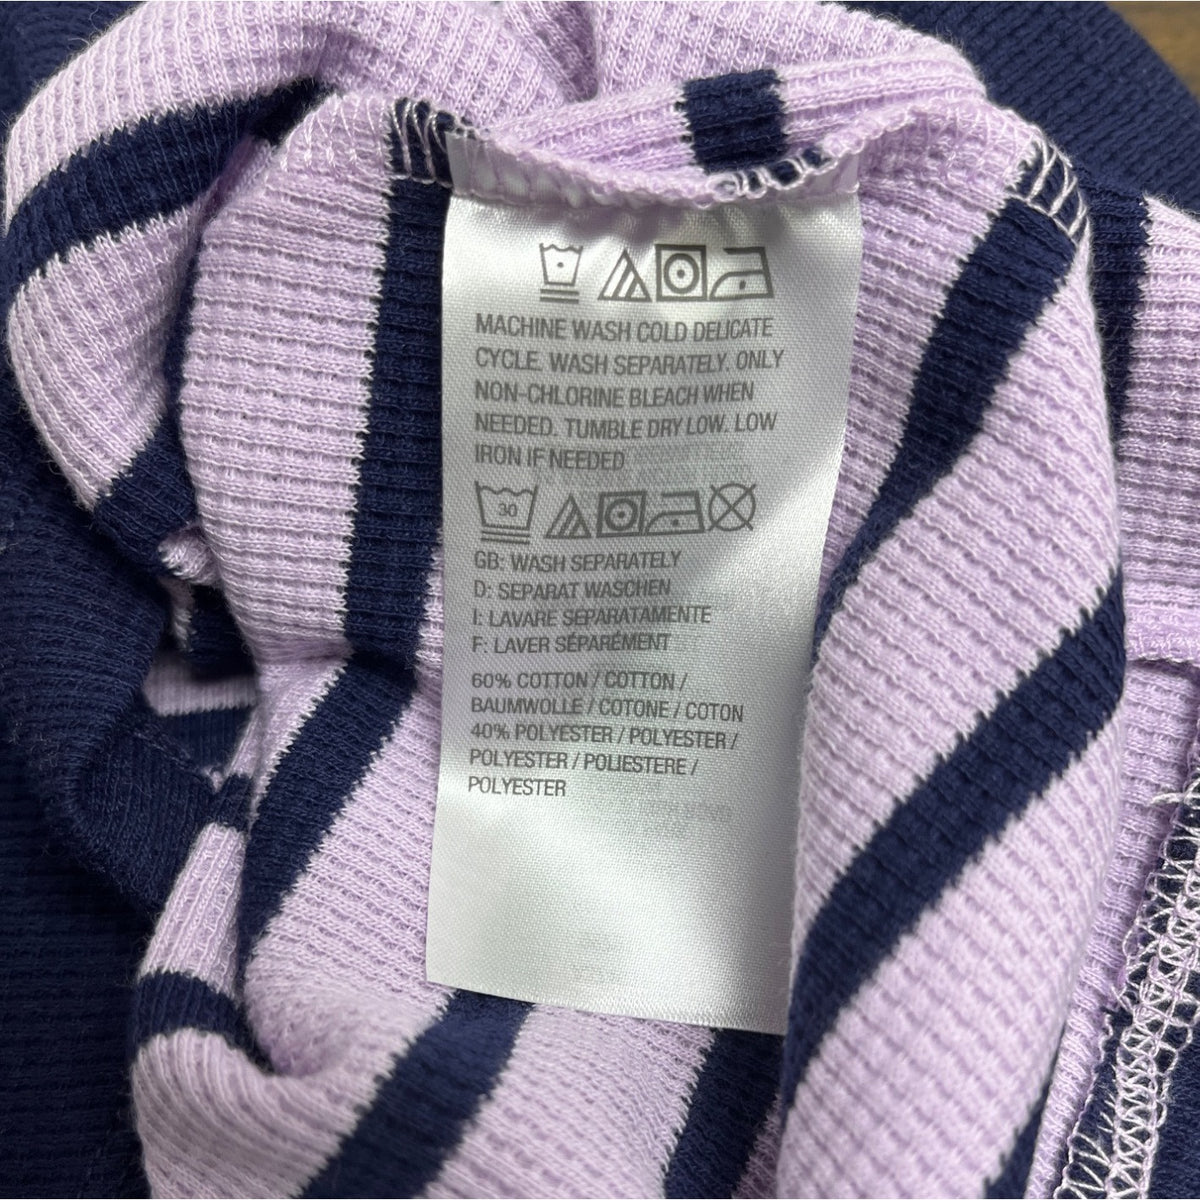 MACHINE WASH COLD DELICATE
CYCLE. WASH SEPARATELY. ONLY
NON-CHLORINE BLEACH WHEN
NEEDED. TUMBLE DRY LOW. LOW
IRON IF NEEDED
30
GB: WASH SEPARATELY
D: SEPARAT WASCHEN
I: LAVARE SEPARATAMENTE
F: LAVER SÉPARÉMENT
60% COTTON / COTTON /
BAUMWOLLE / COTONE / COTON
40% POLYESTER / POLYESTER /
POLYESTER / POLIESTERE /
POLYESTER